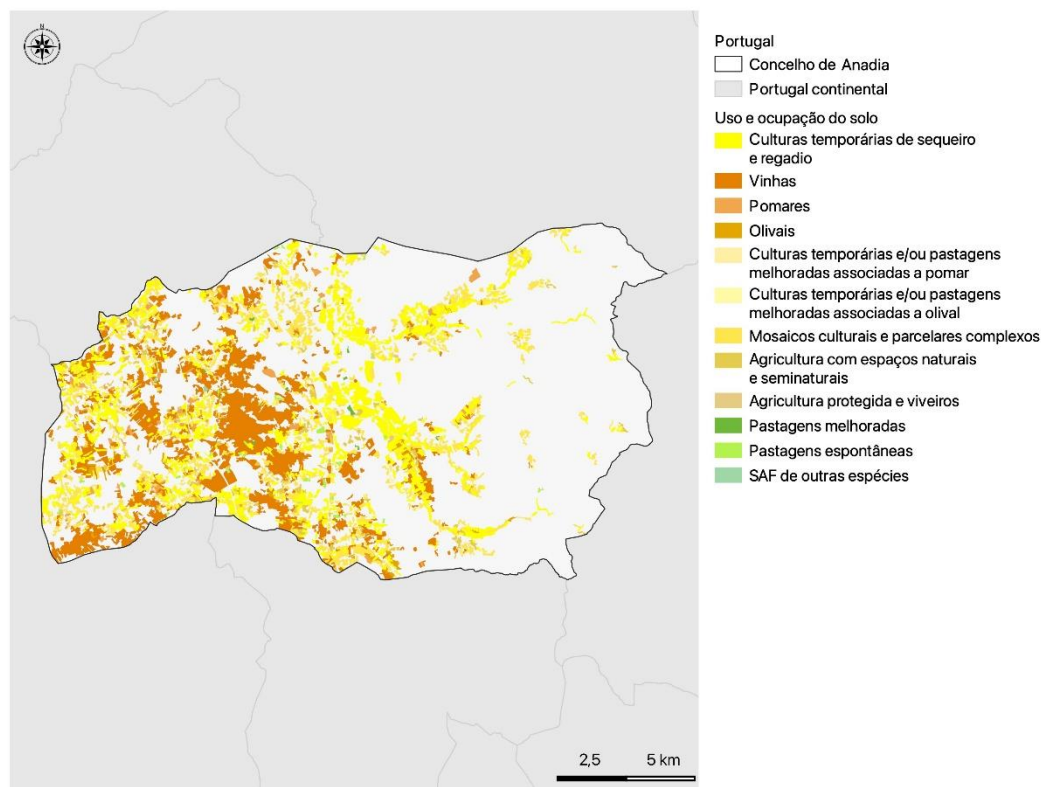 N
Portugal
Concelho de Anadia
Portugal continental
Uso e ocupação do solo
Culturas temporárias de sequeiro
e regadio
Vinhas
Pomares
Olivais
Culturas temporárias e/ou pastagens
melhoradas associadas a pomar
Culturas temporárias e/ou pastagens
melhoradas associadas a olival
Mosaicos culturais e parcelares complexos
Agricultura com espaços naturais
e seminaturais
Agricultura protegida e viveiros
Pastagens melhoradas
Pastagens espontâneas
SAF de outras espécies
2,5 5 km